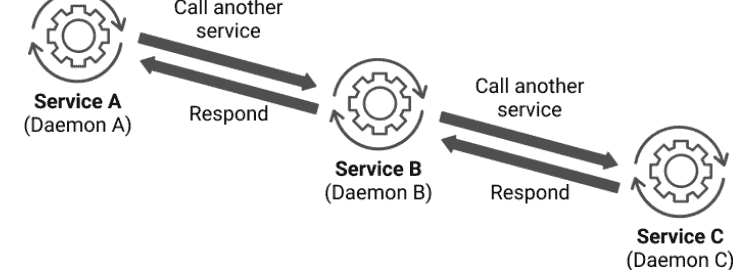 Call another
service
Service A
(Daemon A)
Respond
Call another
service
Service B
(Daemon B)
Respond
Service C
(Daemon C)